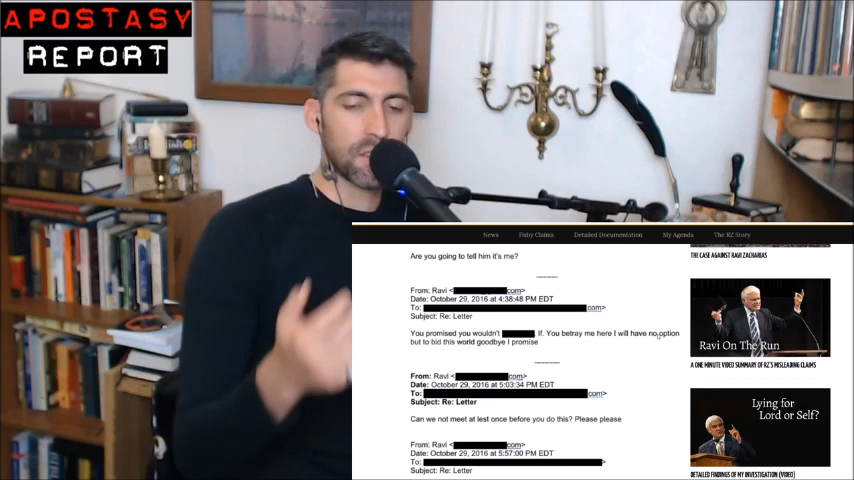 APOSTASY
REPORT
News Fishy Claims Detailed Documentation My Agenda The RZ Story
Are you going to tell him it's me?
From: Ravi < com>
Date: October 29, 2016 at 4:38:48 PM EDT
To: com>
Subject: Re: Letter
You promised you wouldn't . If. You betray me here I will have no option
but to bid this world goodbye I promise
From: Ravi < com>
Date: October 29, 2016 at 5:03:34 PM EDT
To: com>
Subject: Re: Letter
Can we not meet at lest once before you do this? Please please
From: Ravi < com>
Date: October 29, 2016 at 5:57:00 PM EDT
To: >
Subject: Re: Letter
THE CASE AGAINST RAVI ZACHARIAS
Ravi On The Run
A ONE MINUTE VIDEO SUMMARY OF RZ'S MISLEADING CLAIMS
Lying for
Lord or Self?
DETAILED FINDINGS OF MY INVESTIGATION (VIDEO)